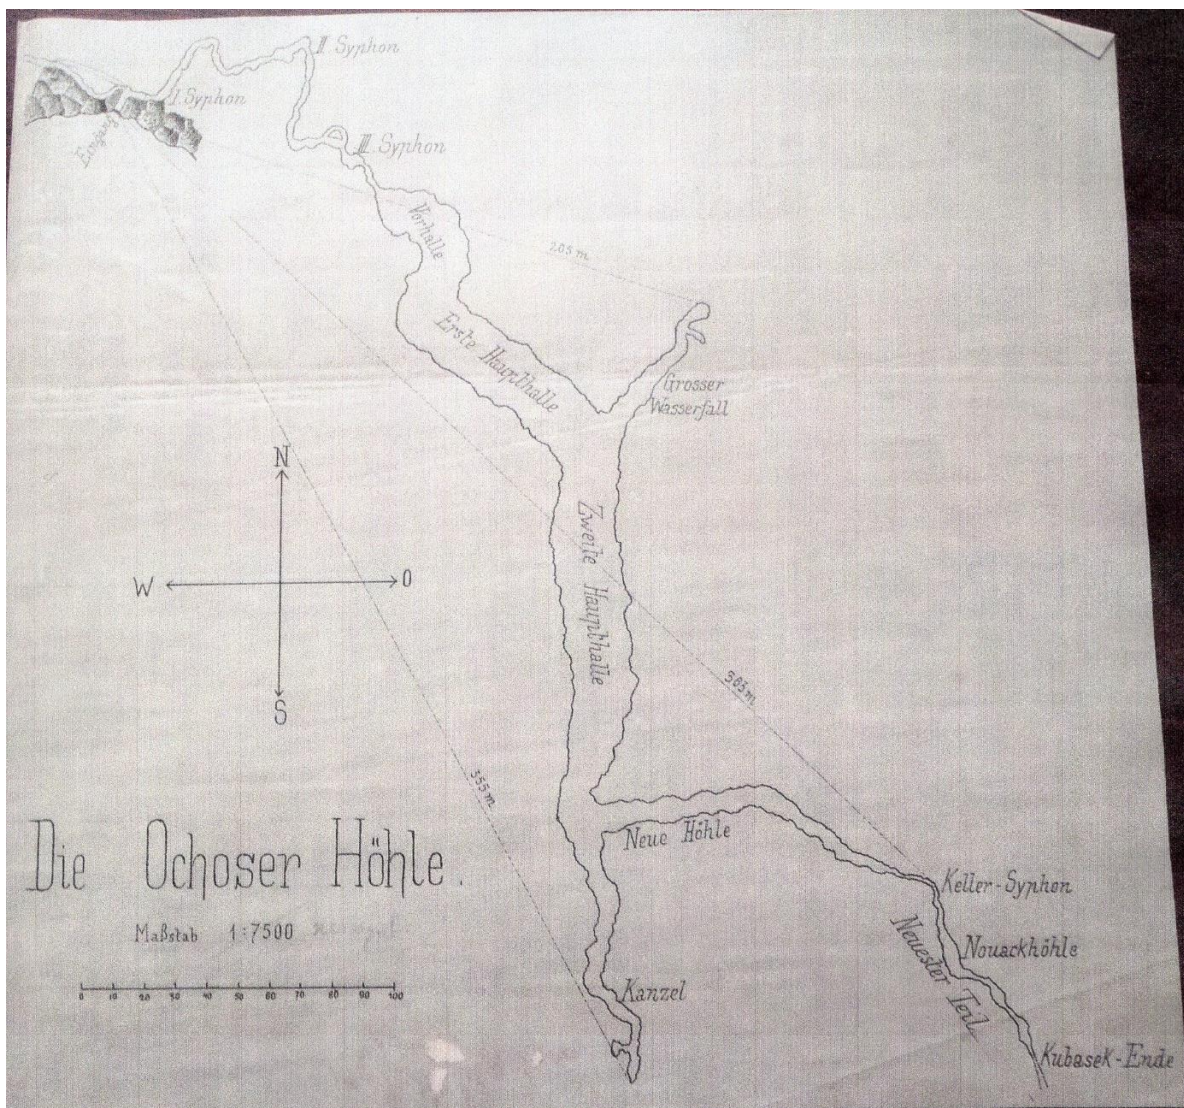 II. Syphon
I. Syphon
Eingang
III. Syphon
Vorhalle
205 m.
Erste Haupthalle
Grosser
Wasserfall
N
W
O
S
Zweite Haupthalle
355 m.
Neue Höhle
Die Ochoser Höhle.
Maßstab 1:7500
0 10 20 30 40 50 60 70 80 90 100
Keller-Syphon
Neuester Teil
Nouackhöhle
Kanzel
Kubasek-Ende